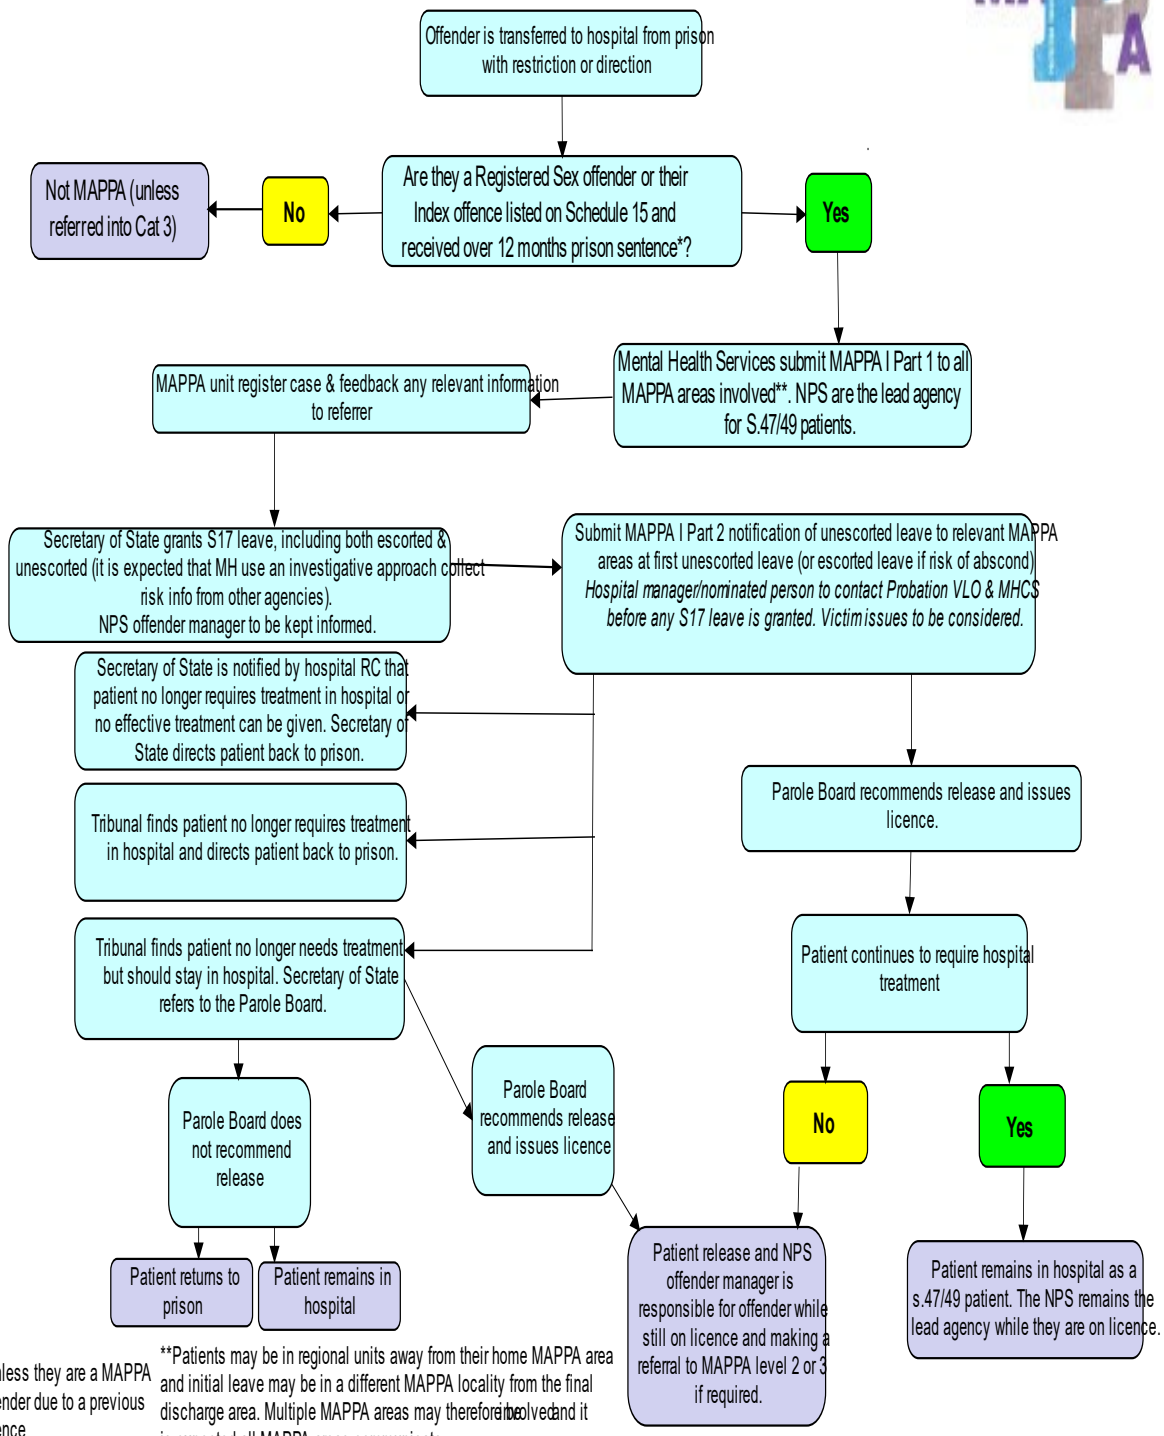 Offender is transferred to hospital from prison
with restriction or direction
Are they a Registered Sex offender or their
Index offence listed on Schedule 15 and
received over 12 months prison sentence*?
No
Not MAPPA (unless
referred into Cat 3)
Yes
Mental Health Services submit MAPPA I Part 1 to all
MAPPA areas involved**. NPS are the lead agency
for S.47/49 patients.
MAPPA unit register case & feedback any relevant information
to referrer
Secretary of State grants S17 leave, including both escorted &
unescorted (it is expected that MH use an investigative approach collect
risk info from other agencies).
NPS offender manager to be kept informed.
Submit MAPPA I Part 2 notification of unescorted leave to relevant MAPPA
areas at first unescorted leave (or escorted leave if risk of abscond)
Hospital manager/nominated person to contact Probation VLO & MHCS
before any S17 leave is granted. Victim issues to be considered.
Secretary of State is notified by hospital RC that
patient no longer requires treatment in hospital or
no effective treatment can be given. Secretary of
State directs patient back to prison.
Tribunal finds patient no longer requires treatment
in hospital and directs patient back to prison.
Tribunal finds patient no longer needs treatment
but should stay in hospital. Secretary of State
refers to the Parole Board.
Parole Board recommends release and issues
licence.
Patient continues to require hospital
treatment
No
Yes
Parole Board does
not recommend
release
Parole Board
recommends release
and issues licence
Patient returns to
prison
Patient remains in
hospital
Patient release and NPS
offender manager is
responsible for offender while
still on licence and making a
referral to MAPPA level 2 or 3
if required.
Patient remains in hospital as a
s.47/49 patient. The NPS remains the
lead agency while they are on licence.
nless they are a MAPPA
ender due to a previous
ence
**Patients may be in regional units away from their home MAPPA area
and initial leave may be in a different MAPPA locality from the final
discharge area. Multiple MAPPA areas may therefore be involved and it